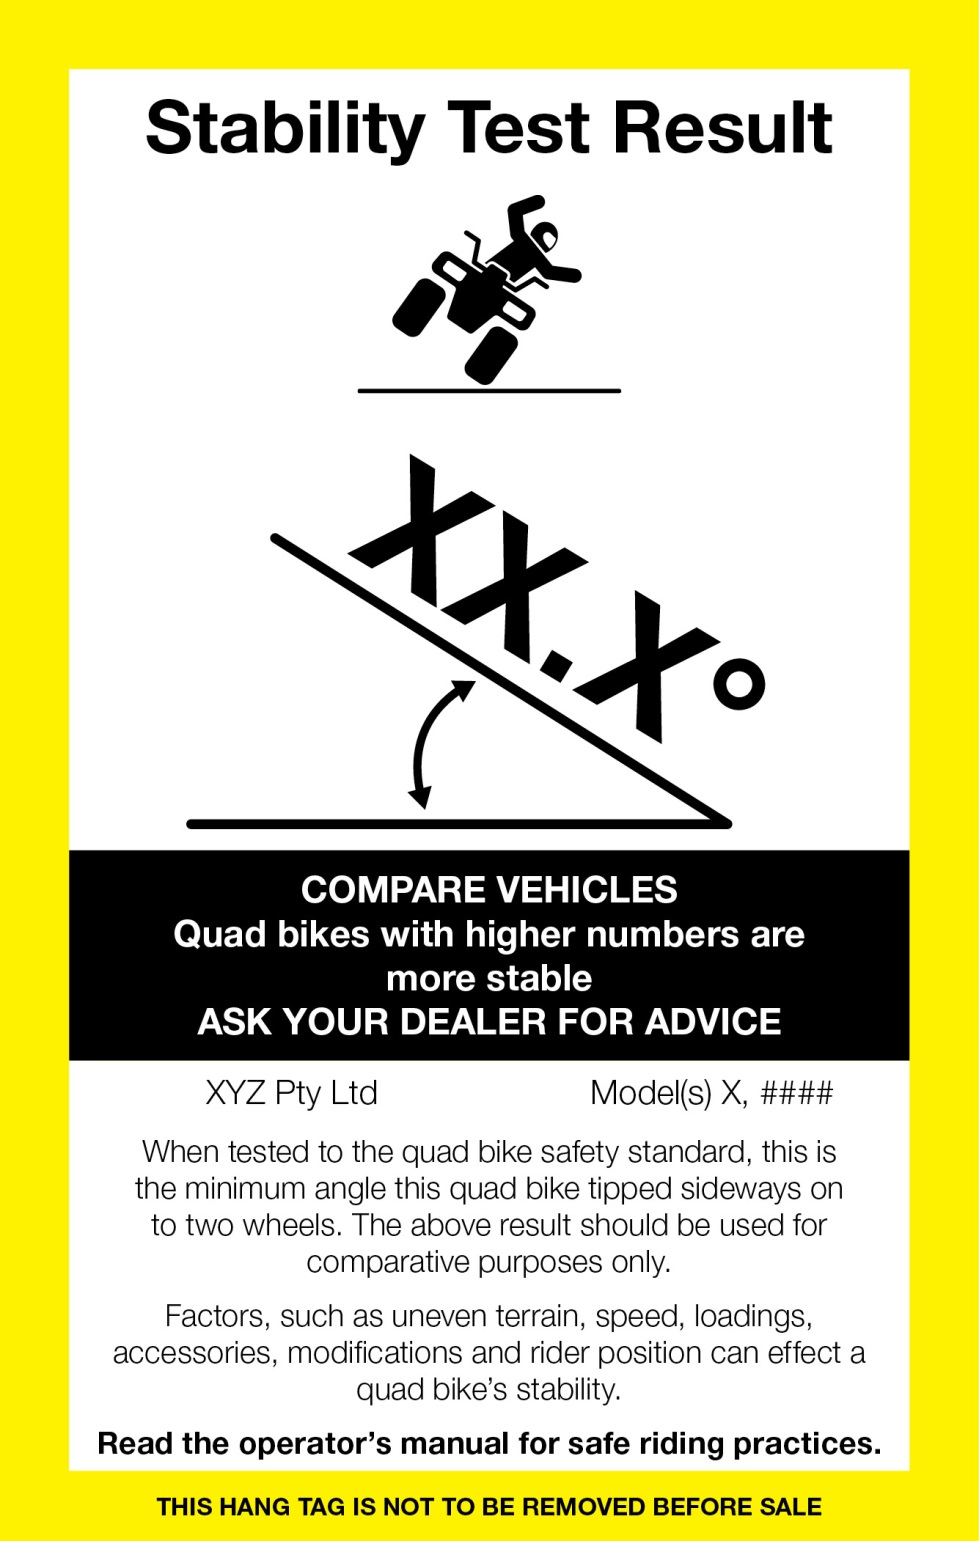 Stability Test Result
XX.X°
COMPARE VEHICLES
Quad bikes with higher numbers are
more stable
ASK YOUR DEALER FOR ADVICE
XYZ Pty Ltd Model(s) X, ####
When tested to the quad bike safety standard, this is
the minimum angle this quad bike tipped sideways on
to two wheels. The above result should be used for
comparative purposes only.
Factors, such as uneven terrain, speed, loadings,
accessories, modifications and rider position can effect a
quad bike’s stability.
Read the operator’s manual for safe riding practices.
THIS HANG TAG IS NOT TO BE REMOVED BEFORE SALE